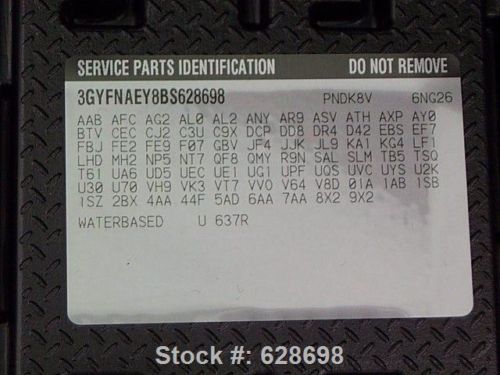 SERVICE PARTS IDENTIFICATION DO NOT REMOVE
3GYFNAEY8BS628698 PNDK8V 6NG26
AAB AFC AG2 AL0 AL2 ANY AR9 ASV ATH AXP AY0
BTV CEC CJ2 C3U C9X DCP DD8 DR4 D42 EBS EF7
FBJ FE2 FE9 F07 GBV JF4 JJK JL9 KA1 KG4 LF1
LHD MH2 NP5 NT7 QF8 QMY R9N SAL SLM TB5 TSQ
T61 UA6 UD5 UEC UE1 UG1 UPF UQS UVC UYS U2K
U30 U70 VH9 VK3 VT7 VVO V64 V8D 01A 1AB 1SB
1SZ 2BX 4AA 44F 5AD 6AA 7AA 8X2 9X2
WATERBASED U 637R
Stock #: 628698